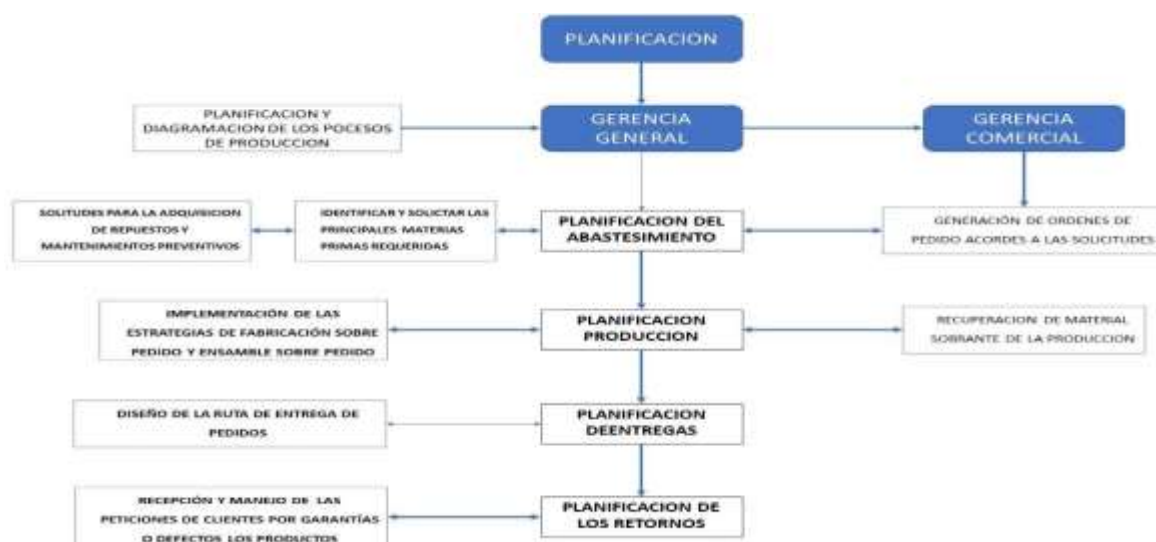 PLANIFICACION
PLANIFICACION Y
DIAGRAMACION DE LOS POCESOS
DE PRODUCCION
GERENCIA
GENERAL
GERENCIA
COMERCIAL
SOLITUDES PARA LA ADQUISICION
DE REPUESTOS Y
MANTENIMIENTOS PREVENTIVOS
IDENTIFICAR Y SOLICTAR LAS
PRINCIPALES MATERIAS
PRIMAS REQUERIDAS
PLANIFICACION DEL
ABASTESIMIENTO
GENERACIÓN DE ORDENES DE
PEDIDO ACORDES A LAS SOLICITUDES
IMPLEMENTACIÓN DE LAS
ESTRATEGIAS DE FABRICACIÓN SOBRE
PEDIDO Y ENSAMBLE SOBRE PEDIDO
PLANIFICACION
PRODUCCION
RECUPERACION DE MATERIAL
SOBRANTE DE LA PRODUCCION
DISEÑO DE LA RUTA DE ENTREGA DE
PEDIDOS
PLANIFICACION
DEENTREGAS
RECEPCIÓN Y MANEJO DE LAS
PETICIONES DE CLIENTES POR GARANTÍAS
O DEFECTOS LOS PRODUCTOS
PLANIFICACION DE
LOS RETORNOS